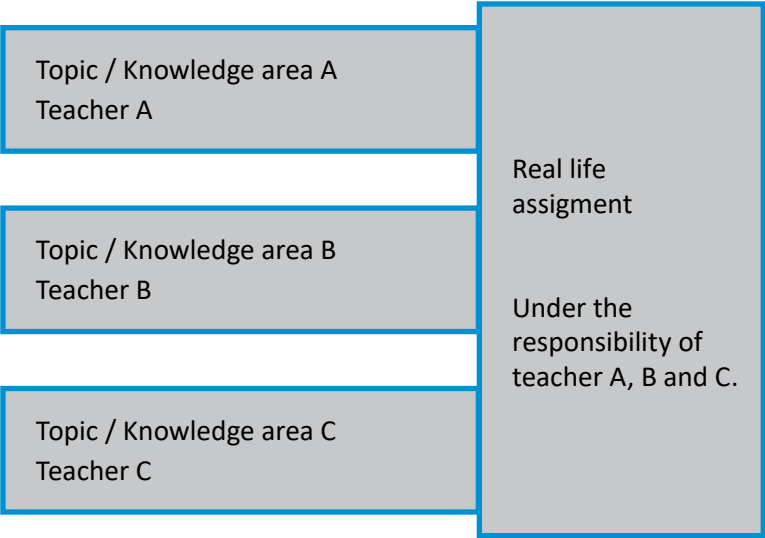 Topic / Knowledge area A
Teacher A
Topic / Knowledge area B
Teacher B
Topic / Knowledge area C
Teacher C
Real life
assigment
Under the
responsibility of
teacher A, B and C.